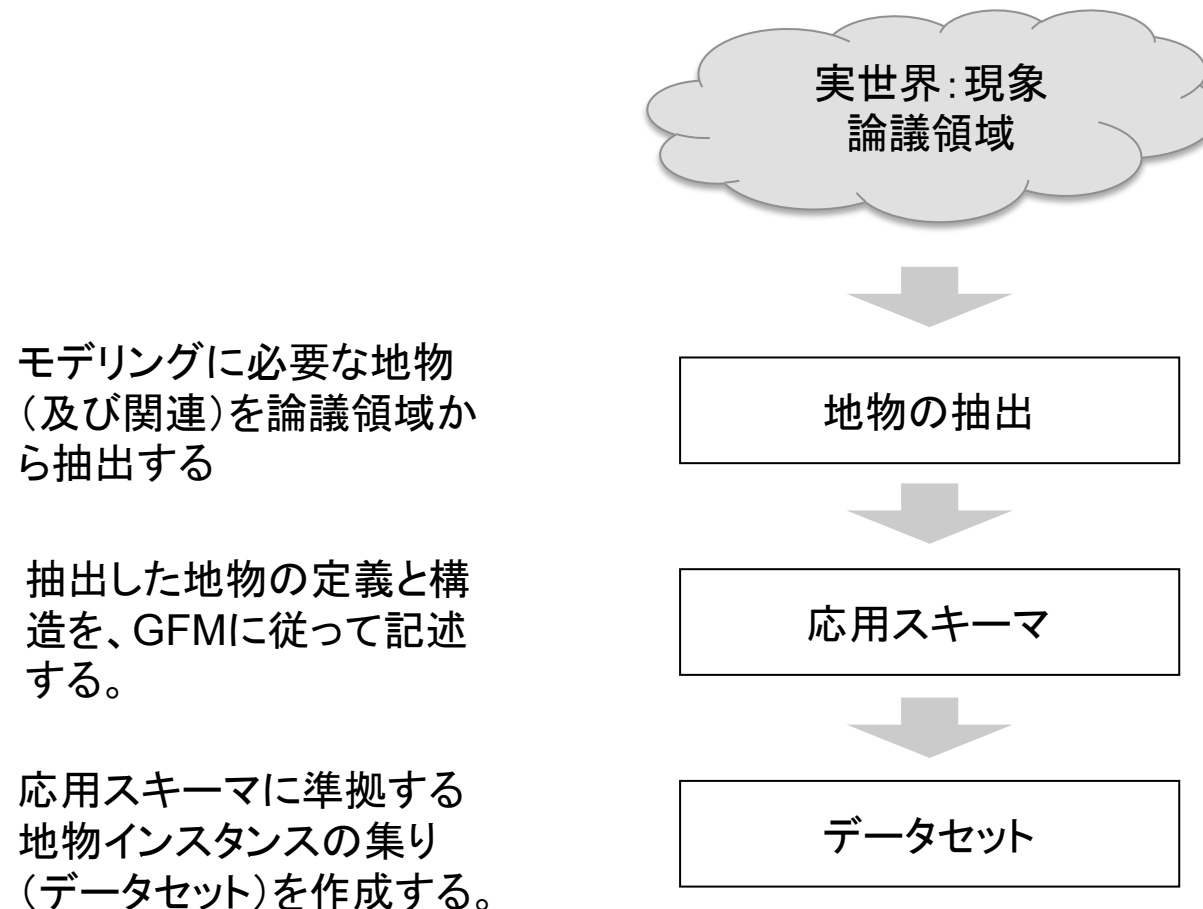 実世界：現象
論議領域
モデリングに必要な地物
（及び関連）を論議領域か
ら抽出する
地物の抽出
抽出した地物の定義と構
造を、GFMに従って記述
する。
応用スキーマ
応用スキーマに準拠する
地物インスタンスの集り
（データセット）を作成する。
データセット